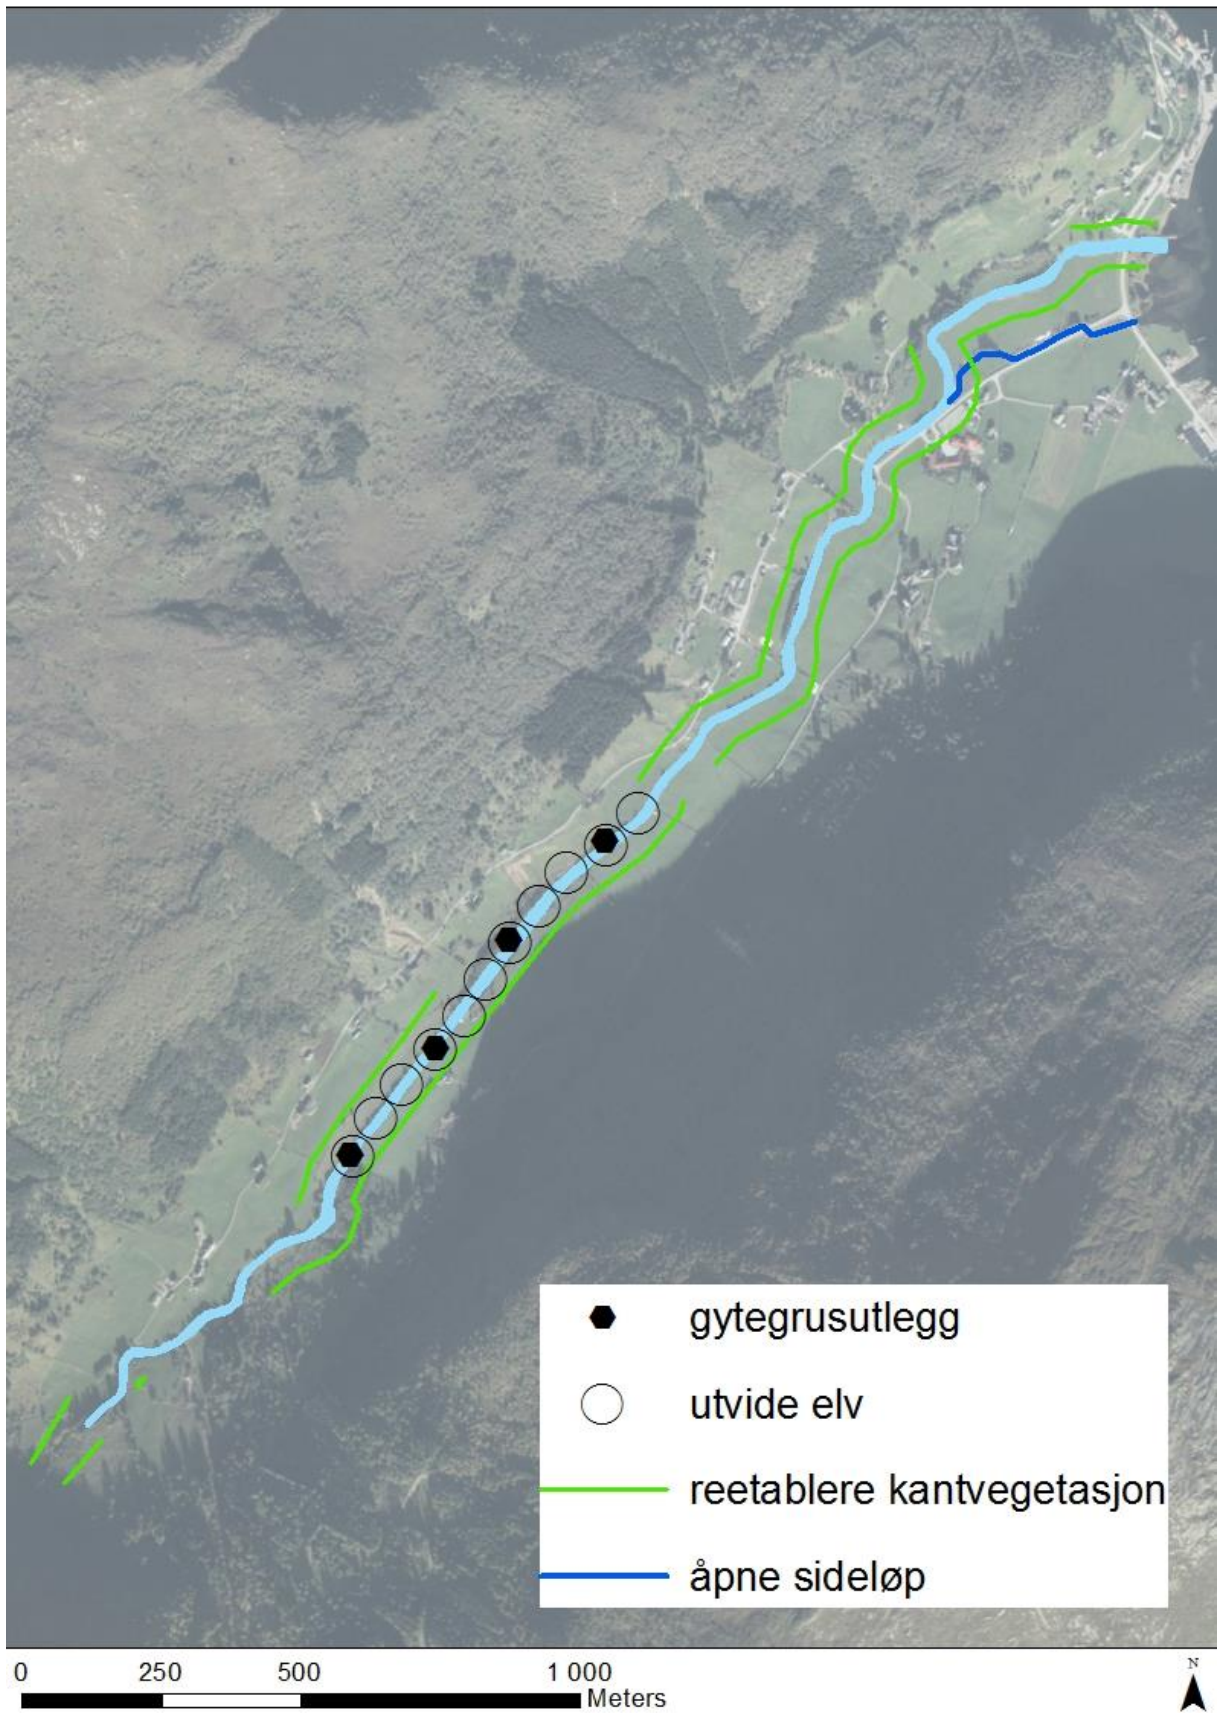 gytegrusutlegg
utvide elv
reetablere kantvegetasjon
åpne sideløp
0 250 500 1 000
Meters
N